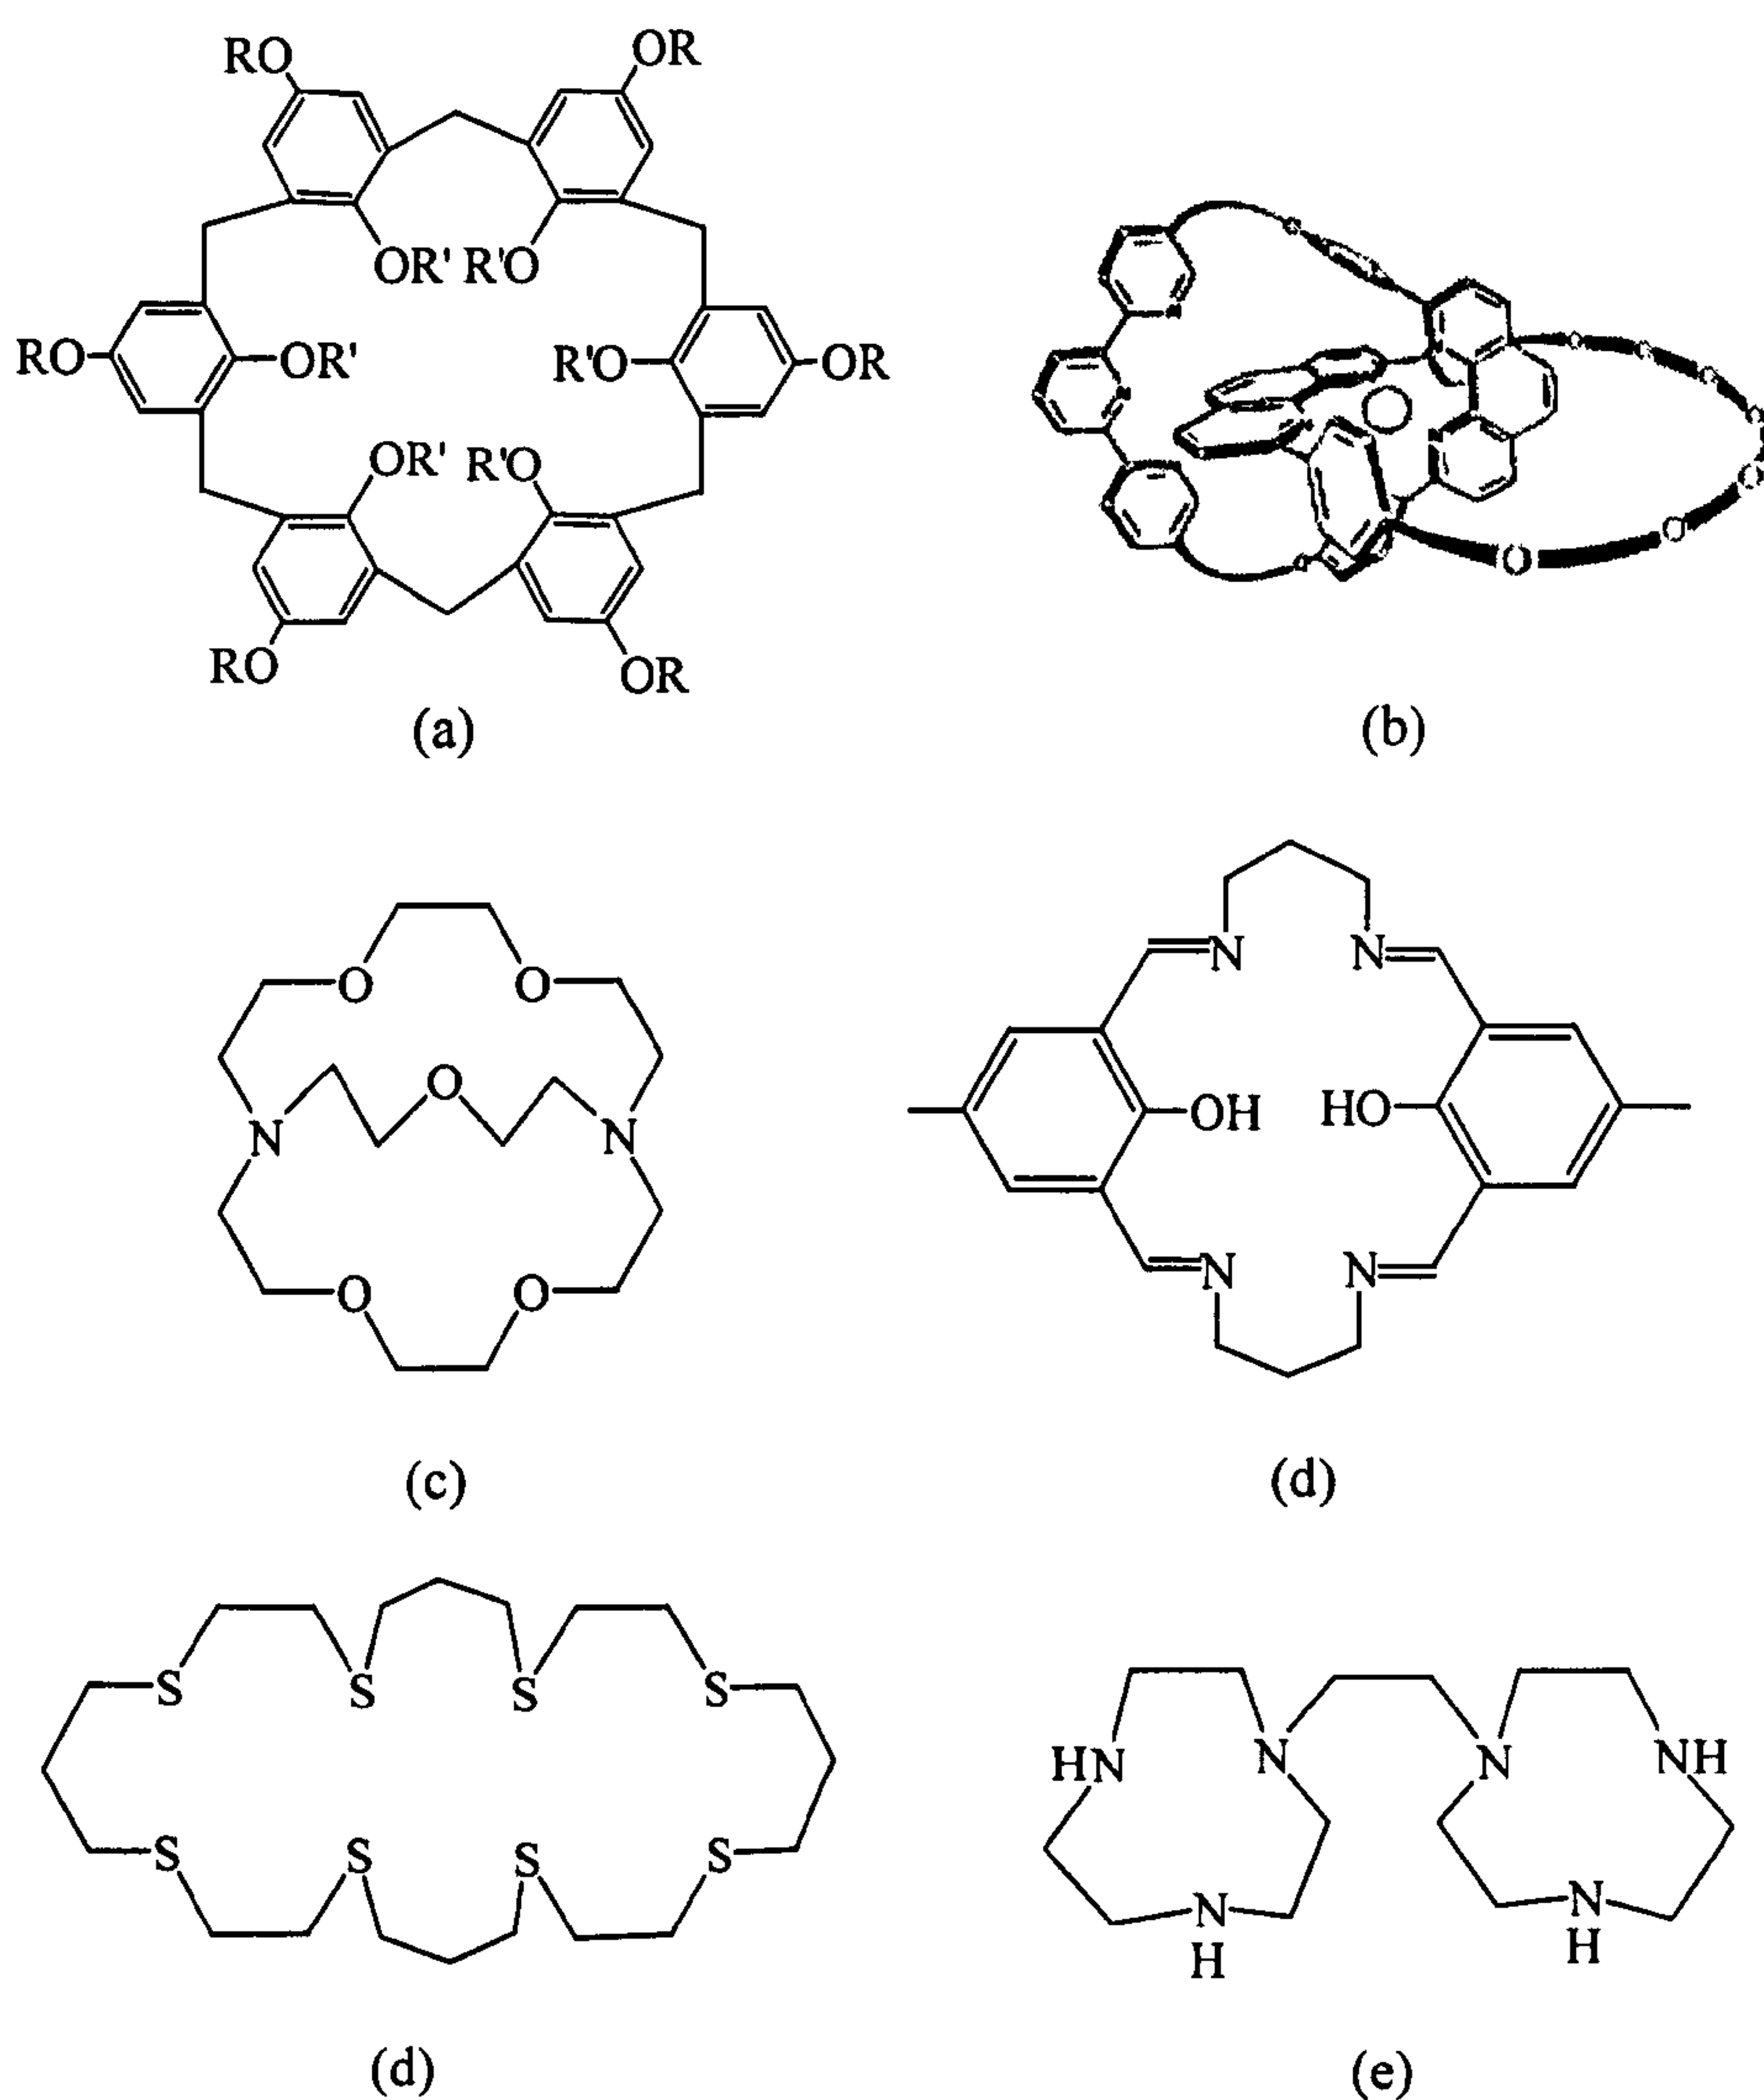 RO OR
OR' R'O
RO OR' R'O OR
OR' R'O
RO OR
(a) (b)
O O
O
N N
O O
(c)
N N
OH HO
N N
(d)
S S S S
S S S S
(d)
HN N N NH
N N
H H
(e)